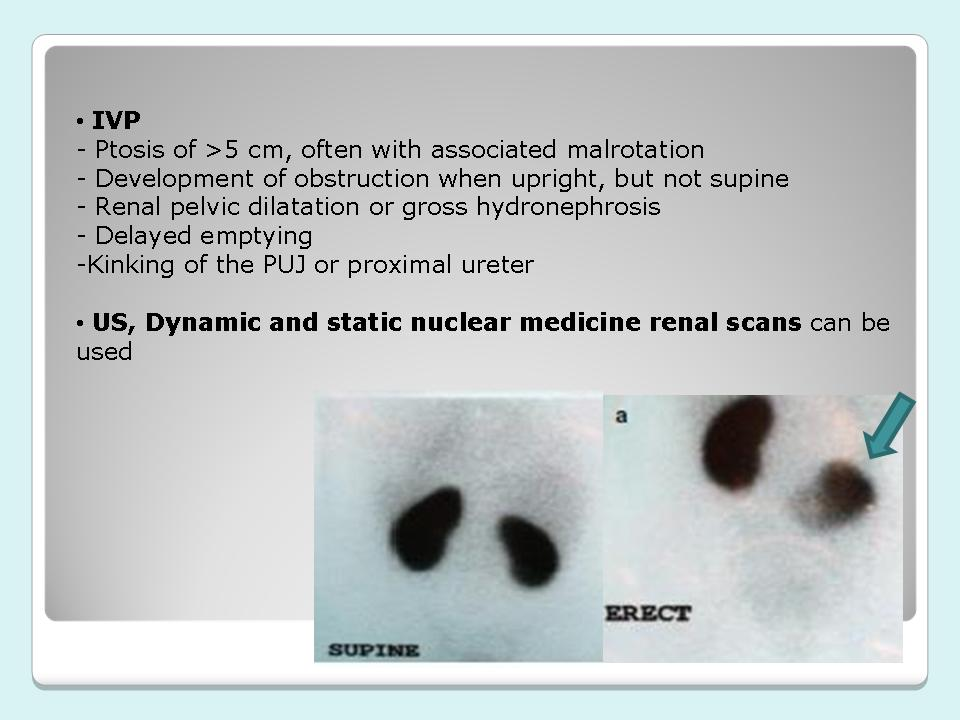 • IVP
- Ptosis of >5 cm, often with associated malrotation
- Development of obstruction when upright, but not supine
- Renal pelvic dilatation or gross hydronephrosis
- Delayed emptying
-Kinking of the PUJ or proximal ureter
• US, Dynamic and static nuclear medicine renal scans can be
used
a
ERECT
SUPINE